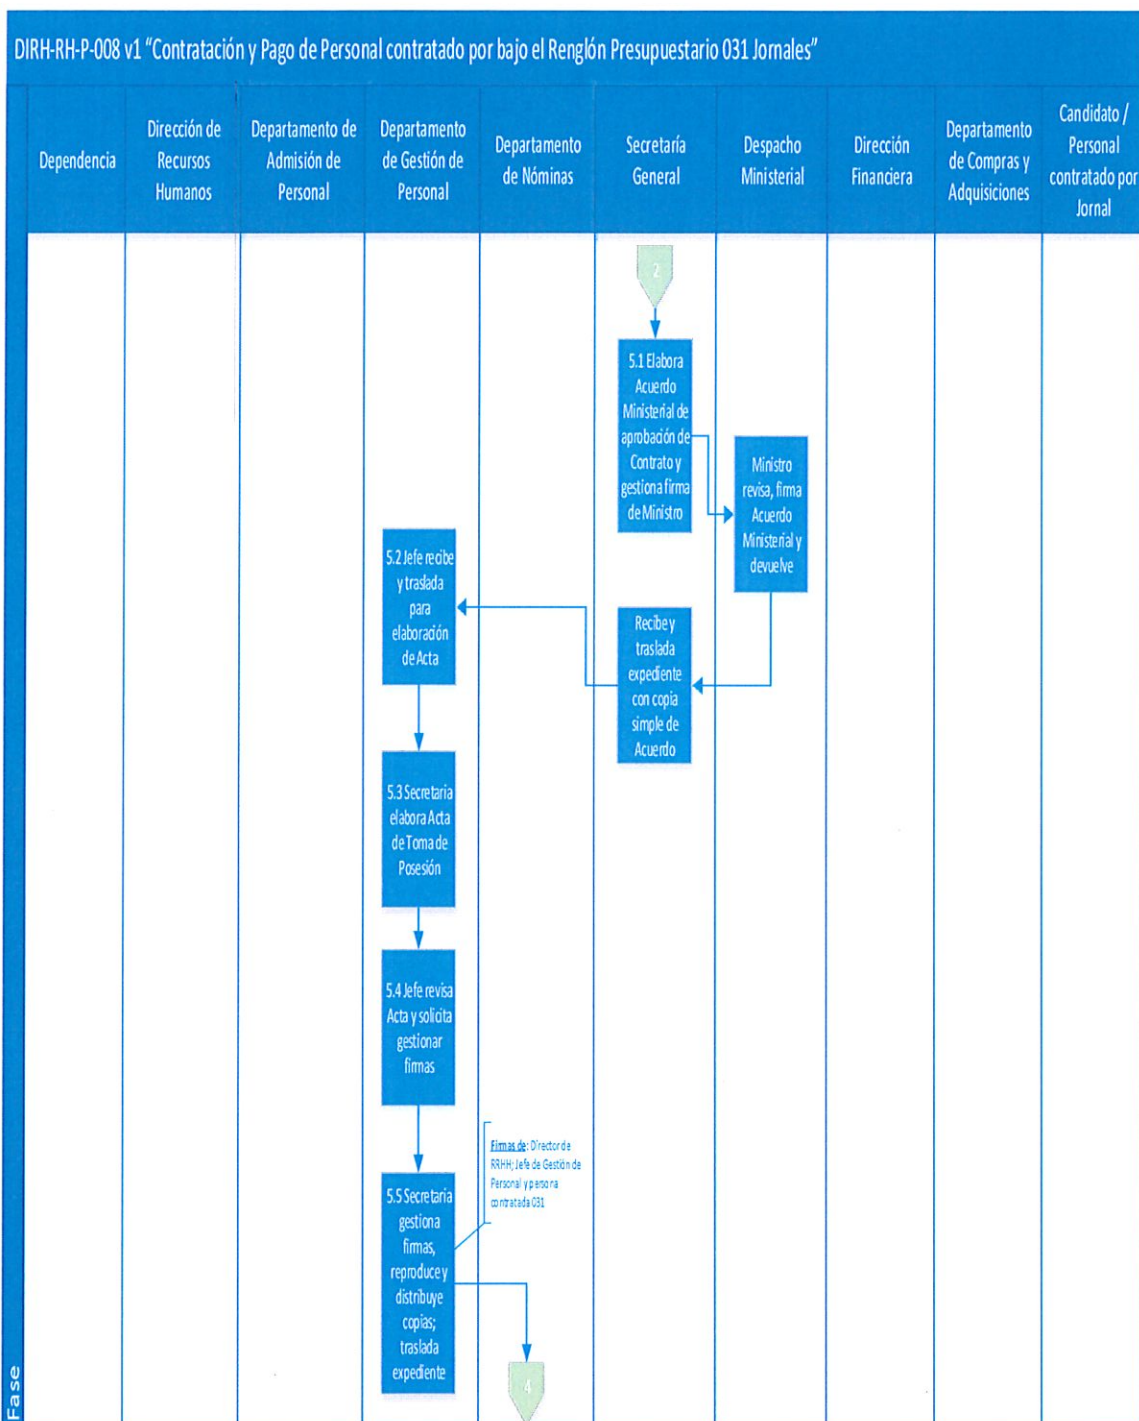 DIRH-RH-P-008 v1 “Contratación y Pago de Personal contratado por bajo el Renglón Presupuestario 031 Jornales”
Dependencia
Dirección de
Recursos
Humanos
Departamento de
Admisión de
Personal
Departamento
de Gestión de
Personal
Departamento
de Nóminas
Secretaría
General
Despacho
Ministerial
Dirección
Financiera
Departamento
de Compras y
Adquisiciones
Candidato /
Personal
contratado por
Jornal
2
5.1 Elabora
Acuerdo
Ministerial de
aprobación de
Contrato y
gestiona firma
de Ministro
Ministro
revisa, firma
Acuerdo
Ministerial y
devuelve
Recibe y
traslada
expediente
con copia
simple de
Acuerdo
5.2 Jefe recibe
y traslada
para
elaboración
de Acta
5.3 Secretaria
elabora Acta
de Toma de
Posesión
5.4 Jefe revisa
Acta y solicita
gestionar
firmas
5.5 Secretaria
gestiona
firmas,
reproduce y
distribuye
copias;
traslada
expediente
Firmas de: Director de
RRHH; Jefe de Gestión de
Personal y persona
contratada 031
4
Fase